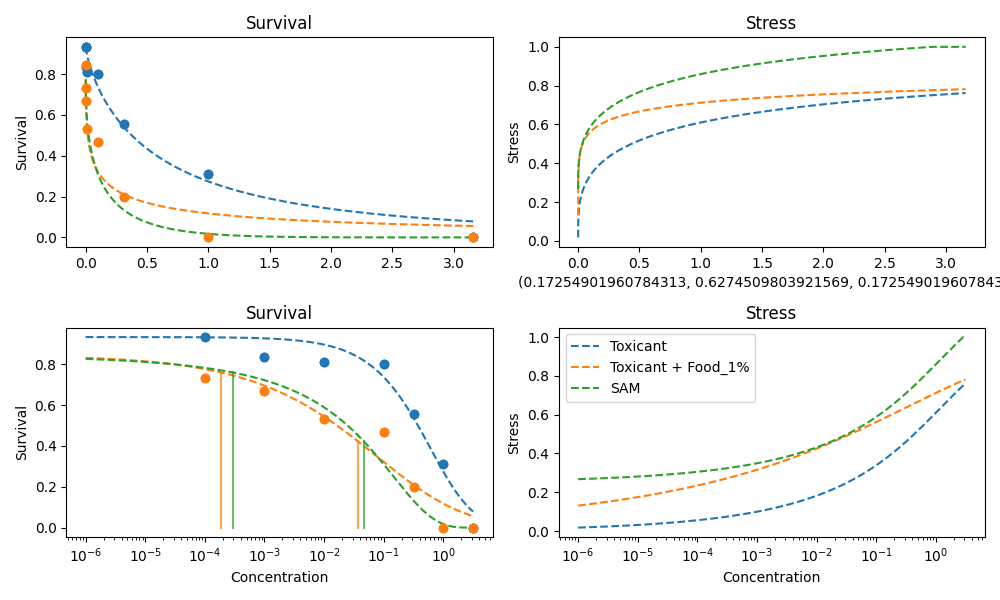 Survival
Survival
0.0
0.2
0.4
0.6
0.8
0.0 0.5 1.0 1.5 2.0 2.5 3.0
Stress
Stress
0.0
0.2
0.4
0.6
0.8
1.0
0.0 0.5 1.0 1.5 2.0 2.5 3.0
(0.17254901960784313, 0.6274509803921569, 0.1725490196078431
Survival
Survival
0.0
0.2
0.4
0.6
0.8
10⁻⁶ 10⁻⁵ 10⁻⁴ 10⁻³ 10⁻² 10⁻¹ 10⁰
Concentration
Stress
Stress
0.0
0.2
0.4
0.6
0.8
1.0
Toxicant
Toxicant + Food_1%
SAM
10⁻⁶ 10⁻⁵ 10⁻⁴ 10⁻³ 10⁻² 10⁻¹ 10⁰
Concentration